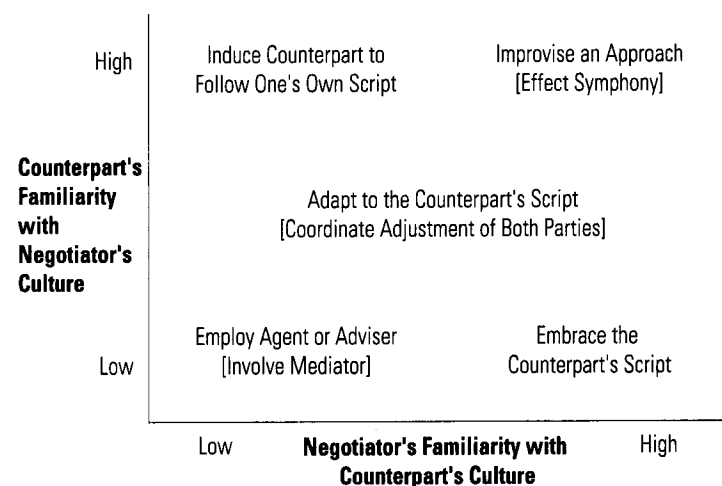 High
Induce Counterpart to
Follow One's Own Script
Improvise an Approach
[Effect Symphony]
Counterpart's
Familiarity
with
Negotiator's
Culture
Adapt to the Counterpart's Script
[Coordinate Adjustment of Both Parties]
Low
Employ Agent or Adviser
[Involve Mediator]
Embrace the
Counterpart's Script
Low
Negotiator's Familiarity with
Counterpart's Culture
High